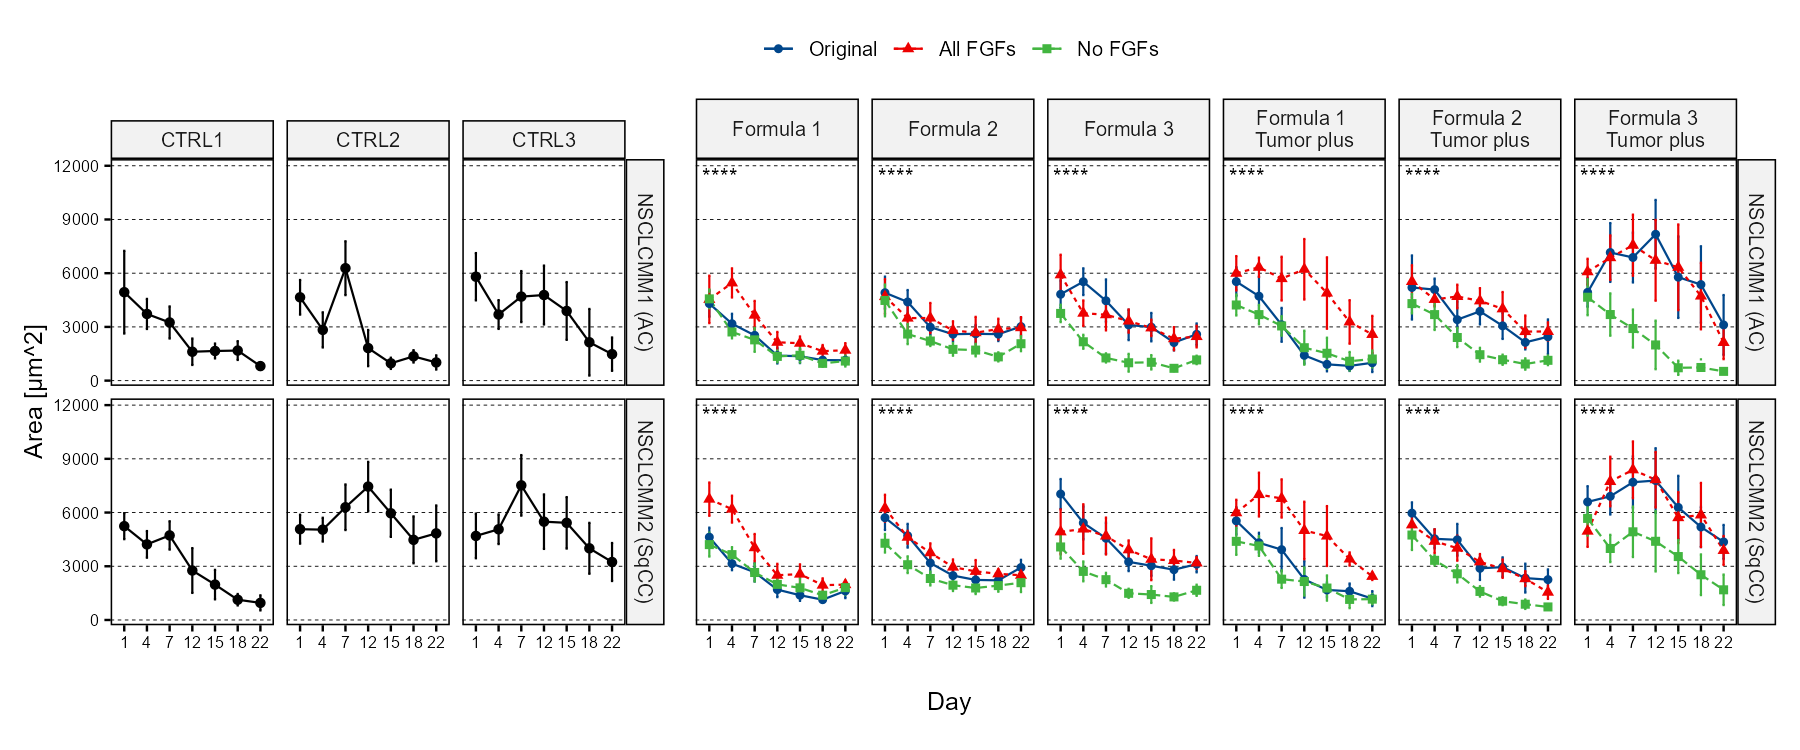 Original All FGFs No FGFs
CTRL1 CTRL2 CTRL3 Formula 1 Formula 2 Formula 3 Formula 1 Tumor plus Formula 2 Tumor plus Formula 3 Tumor plus
**** **** **** **** **** ****
12000
9000
6000
3000
0
NSCLCMM1 (AC) NSCLCMM1 (AC)
**** **** **** **** **** ****
12000
9000
6000
3000
0
NSCLCMM2 (SqCC) NSCLCMM2 (SqCC)
Area [µm^2]
1 4 7 12 15 18 22 1 4 7 12 15 18 22 1 4 7 12 15 18 22 1 4 7 12 15 18 22 1 4 7 12 15 18 22 1 4 7 12 15 18 22 1 4 7 12 15 18 22 1 4 7 12 15 18 22 1 4 7 12 15 18 22
Day